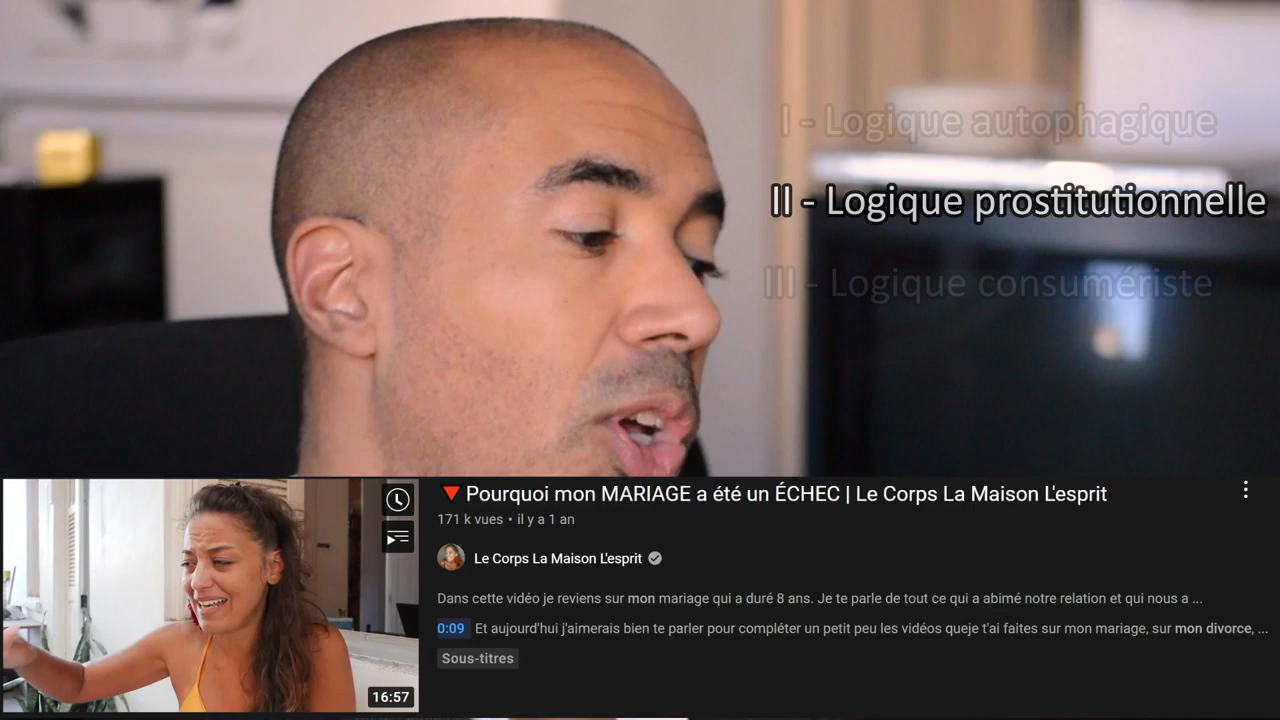 I - Logique autophagique
II - Logique prostitutionnelle
III - Logique consumériste
🔻Pourquoi mon MARIAGE a été un ÉCHEC | Le Corps La Maison L'esprit
171 k vues • il y a 1 an
Le Corps La Maison L'esprit
Dans cette vidéo je reviens sur mon mariage qui a duré 8 ans. Je te parle de tout ce qui a abimé notre relation et qui nous a ...
0:09 Et aujourd'hui j'aimerais bien te parler pour compléter un petit peu les vidéos queje t'ai faites sur mon mariage, sur mon divorce, ...
Sous-titres
16:57